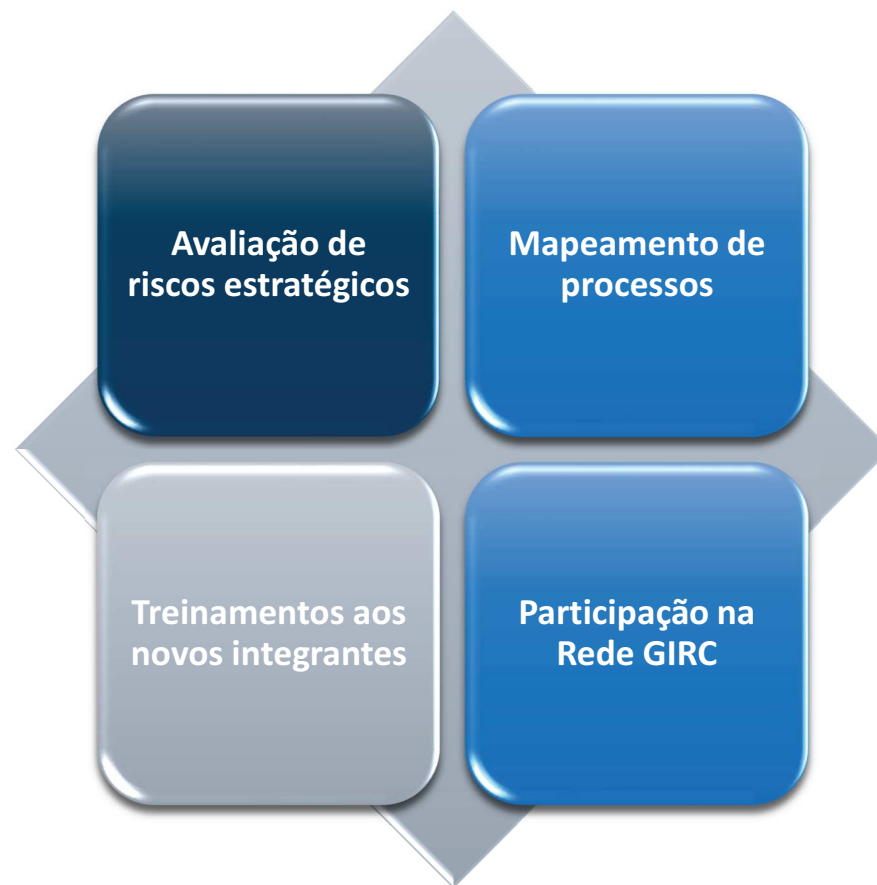 Avaliação de
riscos estratégicos
Mapeamento de
processos
Treinamentos aos
novos integrantes
Participação na
Rede GIRC